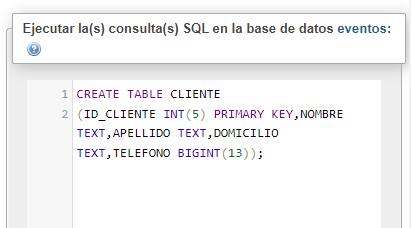 Ejecutar la(s) consulta(s) SQL en la base de datos eventos:
1 CREATE TABLE CLIENTE
2 (ID_CLIENTE INT(5) PRIMARY KEY,NOMBRE
TEXT,APELLIDO TEXT,DOMICILIO
TEXT,TELEFONO BIGINT(13));